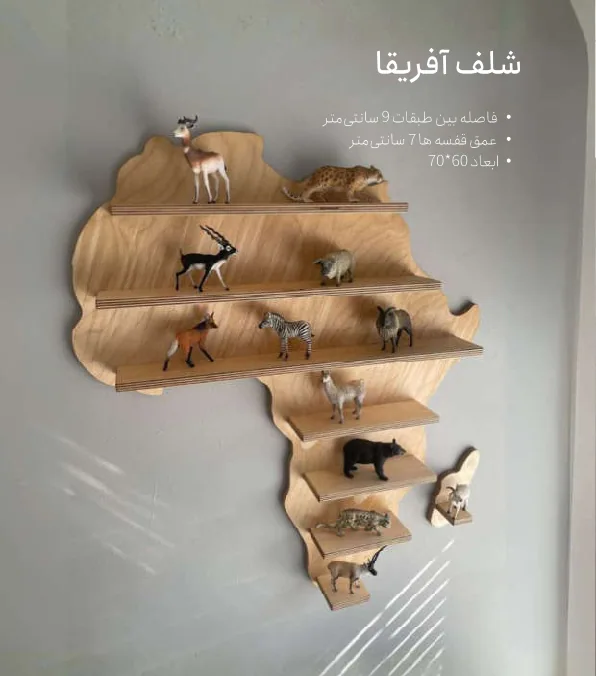 شلف آفریقا
• فاصله بین طبقات 9 سانتی‌متر
• عمق قفسه ها 7 سانتی‌متر
• ابعاد 60*70